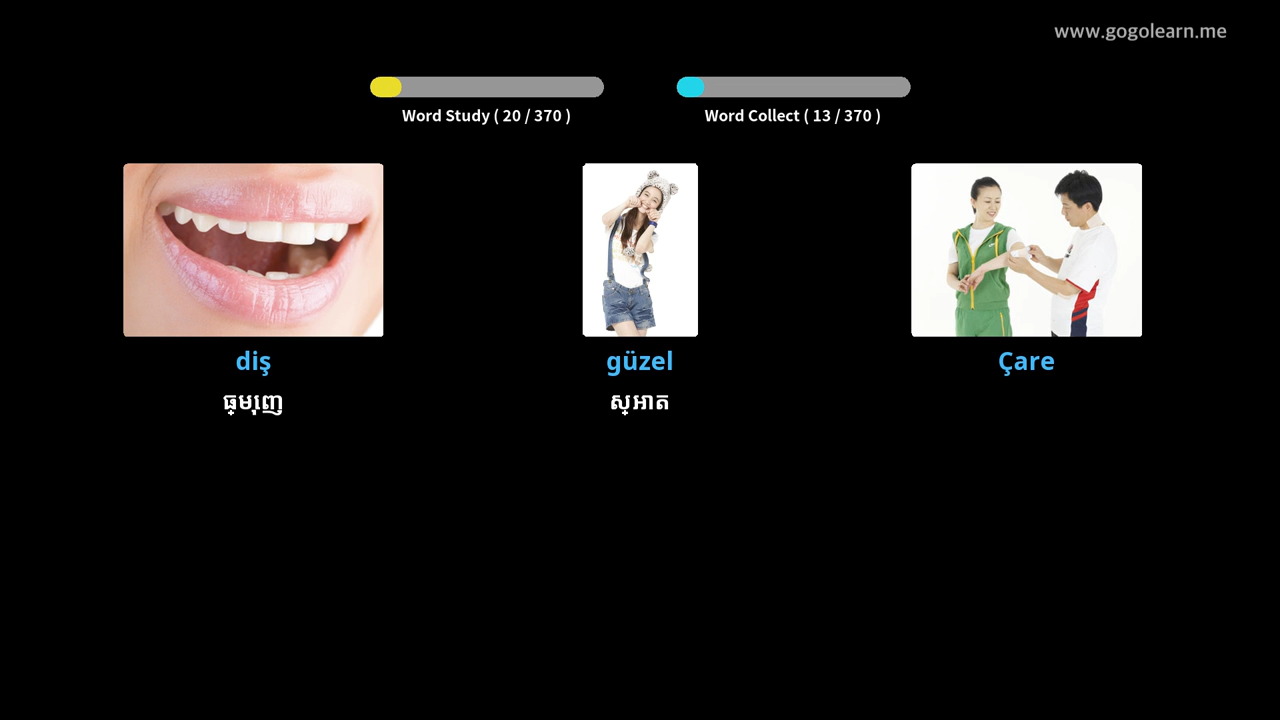 www.gogolearn.me
Word Study ( 20 / 370 )
Word Collect ( 13 / 370 )
diş
güzel
Çare
ធ្មេញ
ស្អាត